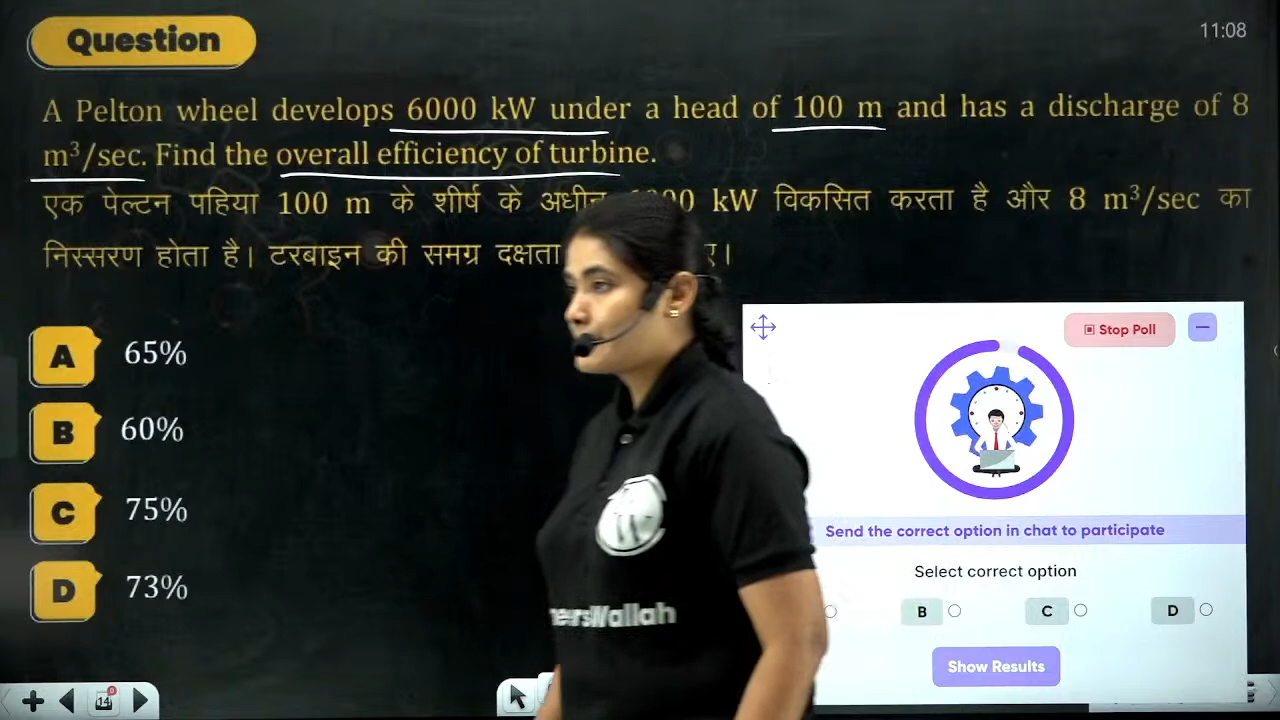 Question
11:08
A Pelton wheel develops 6000 kW under a head of 100 m and has a discharge of 8
m³/sec. Find the overall efficiency of turbine.
एक पेल्टन पहिया 100 m के शीर्ष के अधीन kW विकसित करता है और 8 m³/sec का
निस्सरण होता है। टरबाइन की समग्र दक्षता
A 65%
B 60%
C 75%
D 73%
Stop Poll
Send the correct option in chat to participate
Select correct option
B C D
Show Results
14